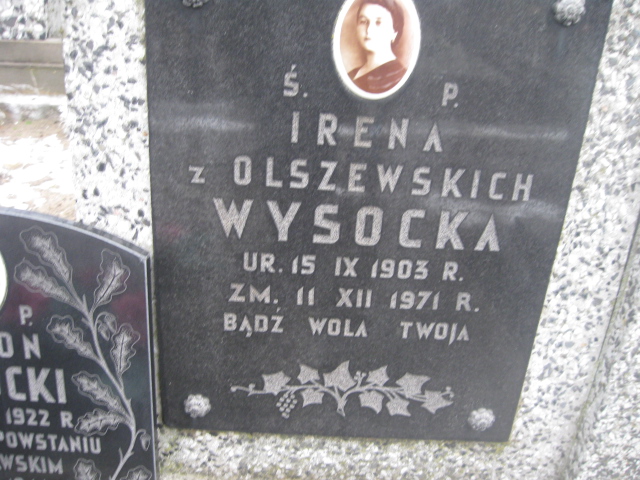 Ś. P.
IRENA
z OLSZEWSKICH
WYSOCKA
UR. 15 IX 1903 R.
ZM. 11 XII 1971 R.
BĄDŹ WOLA TWOJA
P.
ON
CKI
1922 R
POWSTANIU
WSKIM